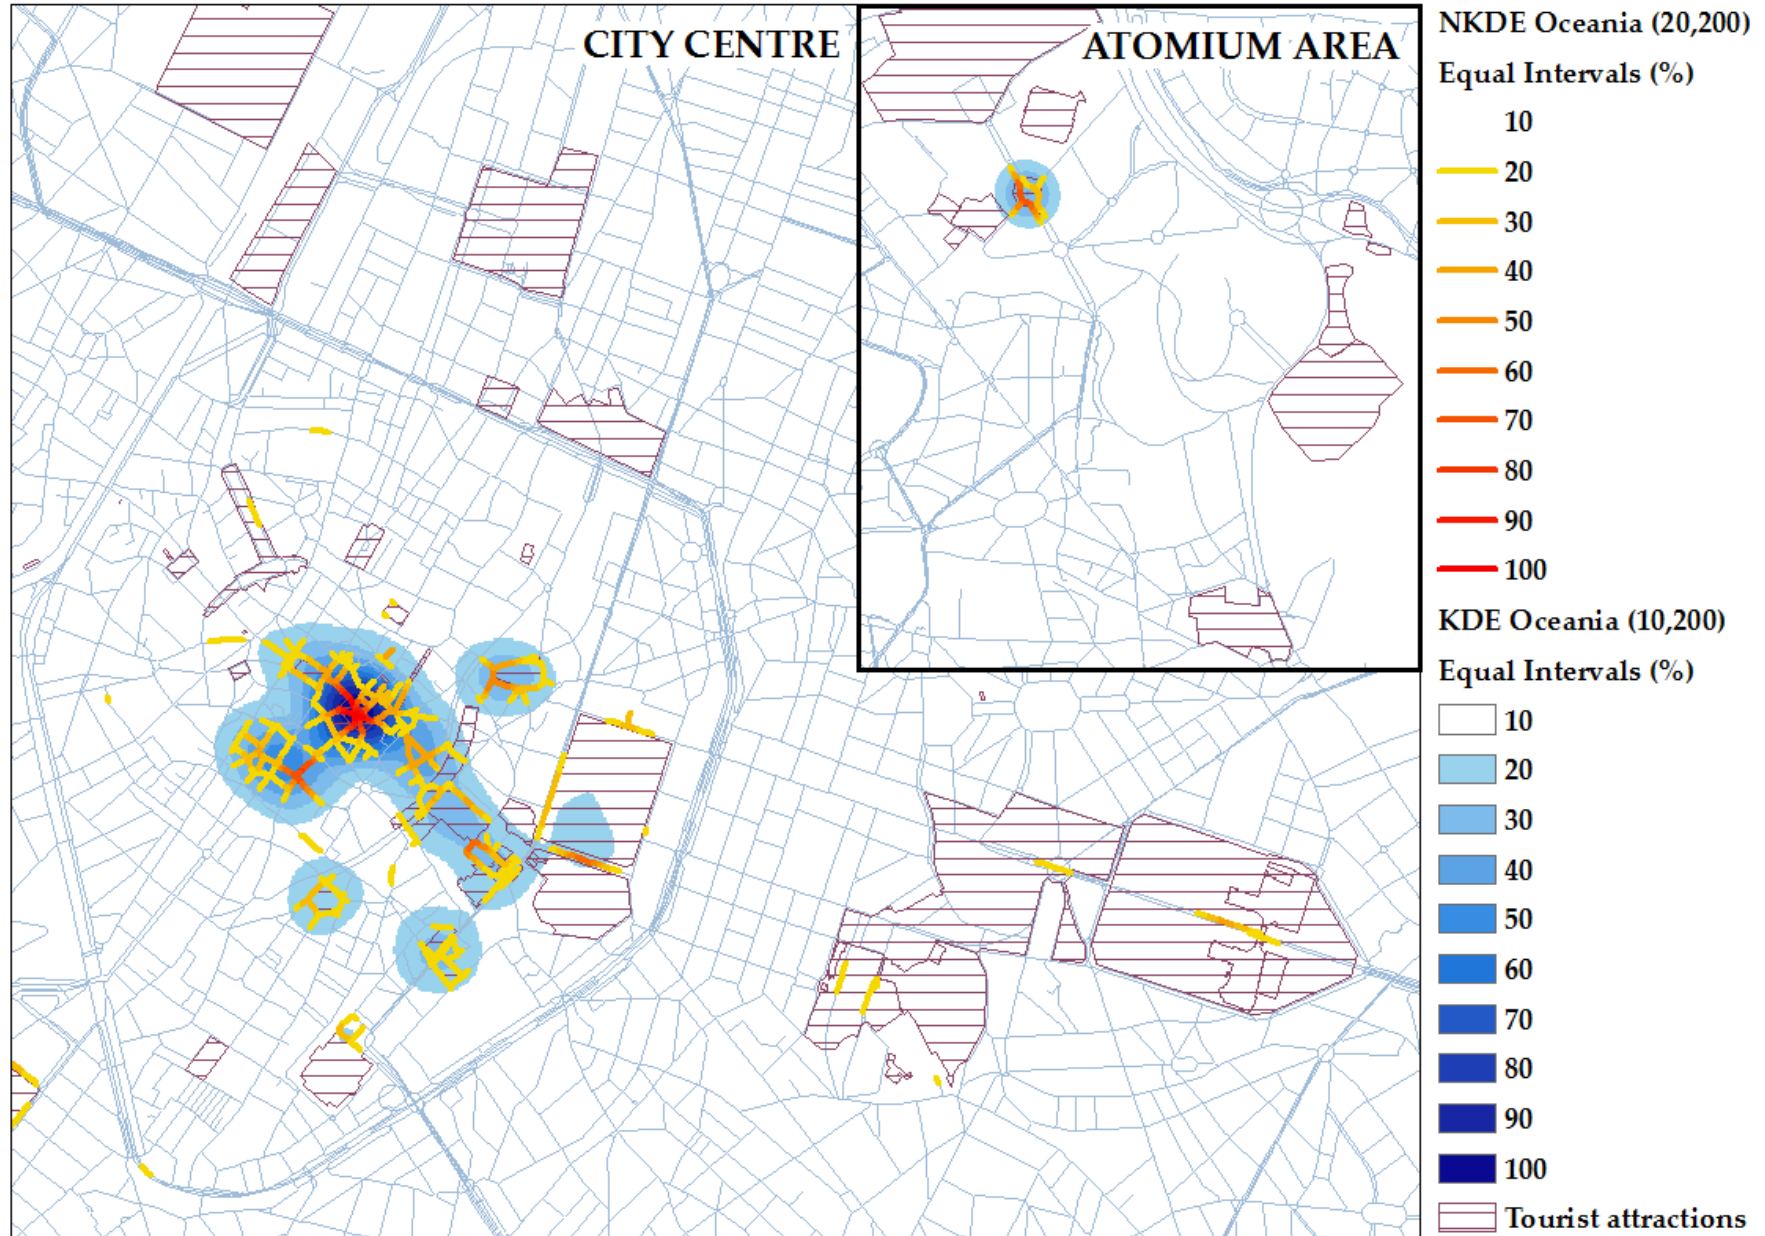 CITY CENTRE
ATOMIUM AREA
NKDE Oceania (20,200)
Equal Intervals (%)
10
20
30
40
50
60
70
80
90
100
KDE Oceania (10,200)
Equal Intervals (%)
10
20
30
40
50
60
70
80
90
100
Tourist attractions